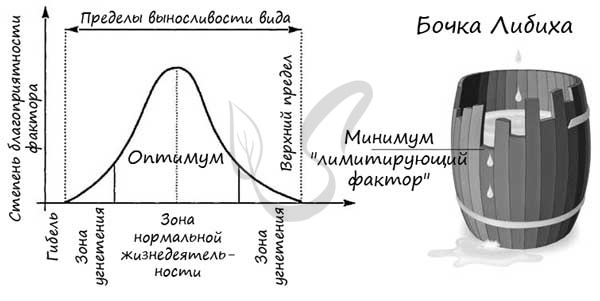 Пределы выносливости вида
Степень благоприятности
фактора
Оптимум
Верхний предел
Гибель
Зона
угнетения
Зона
нормальной
жизнедеятель-
ности
Зона
угнетения
Бочка Либиха
Минимум
"лимитирующий
фактор"